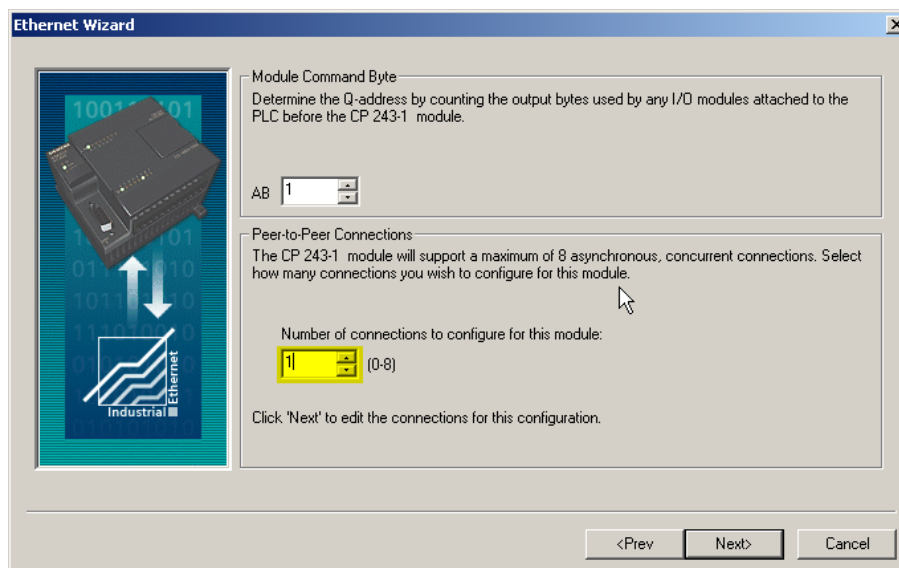 Ethernet Wizard
Module Command Byte
Determine the Q-address by counting the output bytes used by any I/O modules attached to the
PLC before the CP 243-1 module.
AB 1
Peer-to-Peer Connections
The CP 243-1 module will support a maximum of 8 asynchronous, concurrent connections. Select
how many connections you wish to configure for this module.
Number of connections to configure for this module:
1 (0-8)
Click 'Next' to edit the connections for this configuration.
Industrial
Ethernet
<Prev
Next>
Cancel